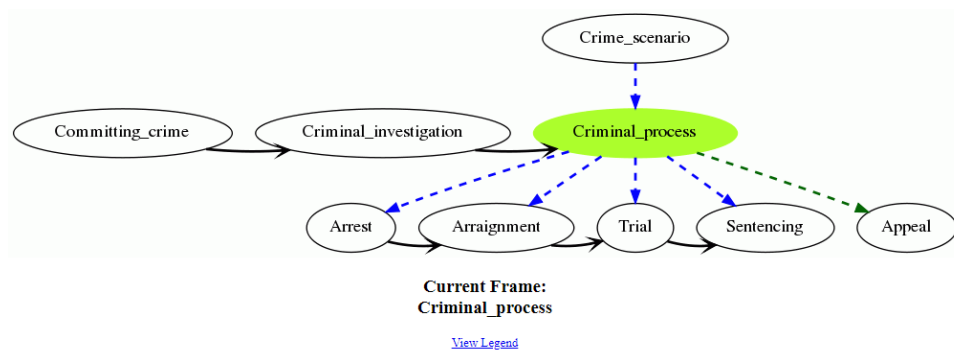 Crime_scenario
Committing_crime
Criminal_investigation
Criminal_process
Arrest
Arraignment
Trial
Sentencing
Appeal
Current Frame:
Criminal_process
View Legend